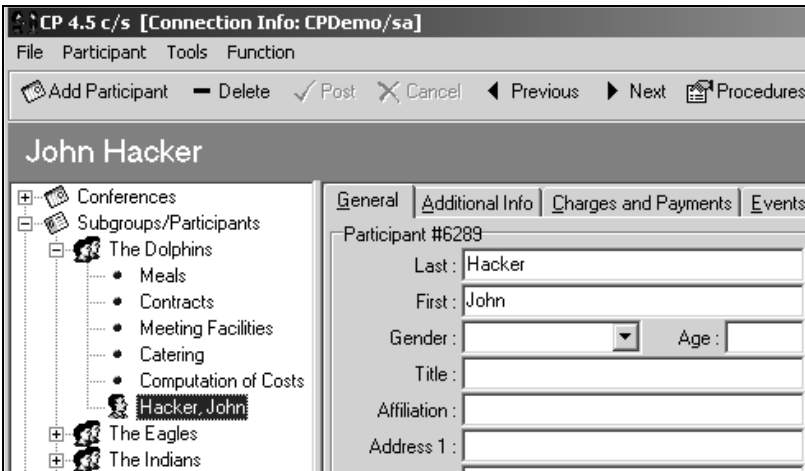 CP 4.5 c/s [Connection Info: CPDemo/sa]
File Participant Tools Function
Add Participant Delete Post Cancel Previous Next Procedures
John Hacker
Conferences
Subgroups/Participants
The Dolphins
Meals
Contracts
Meeting Facilities
Catering
Computation of Costs
Hacker, John
The Eagles
The Indians
General Additional Info Charges and Payments Events
Participant #6289
Last : Hacker
First : John
Gender : Age :
Title :
Affiliation :
Address 1 :